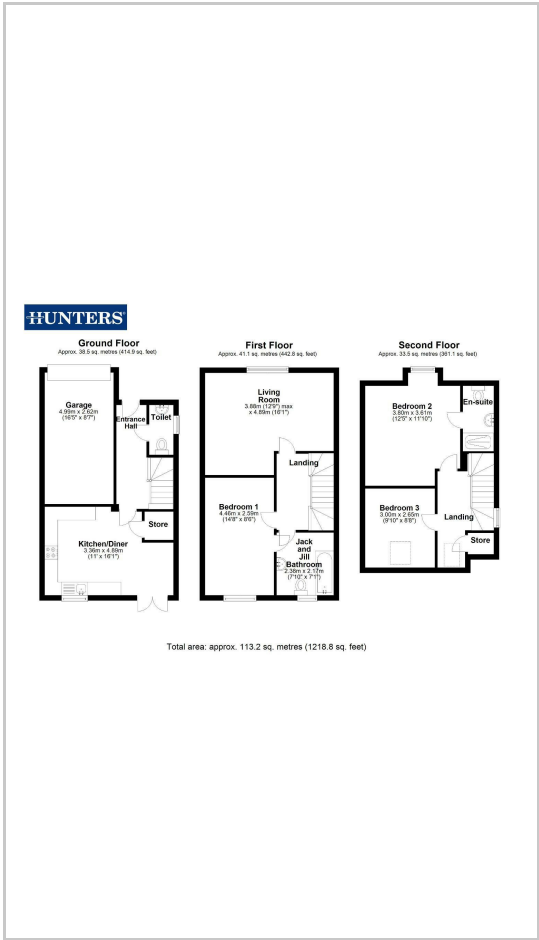 HUNTERS
Ground Floor
Approx. 38.5 sq. metres (414.9 sq. feet)
Garage
4.99m x 2.62m
(16'5" x 8'7")
Entrance
Hall
Toilet
Store
Kitchen/Diner
3.36m x 4.89m
(11' x 16'1")
First Floor
Approx. 41.1 sq. metres (442.8 sq. feet)
Living
Room
3.88m (12'9") max
x 4.89m (16'1")
Landing
Bedroom 1
4.46m x 2.59m
(14'8" x 8'6")
Jack
and
Jill
Bathroom
2.38m x 2.17m
(7'10" x 7'1")
Second Floor
Approx. 33.5 sq. metres (361.1 sq. feet)
Bedroom 2
3.80m x 3.61m
(12'5" x 11'10")
En-suite
Bedroom 3
3.00m x 2.65m
(9'10" x 8'8")
Landing
Store
Total area: approx. 113.2 sq. metres (1218.8 sq. feet)